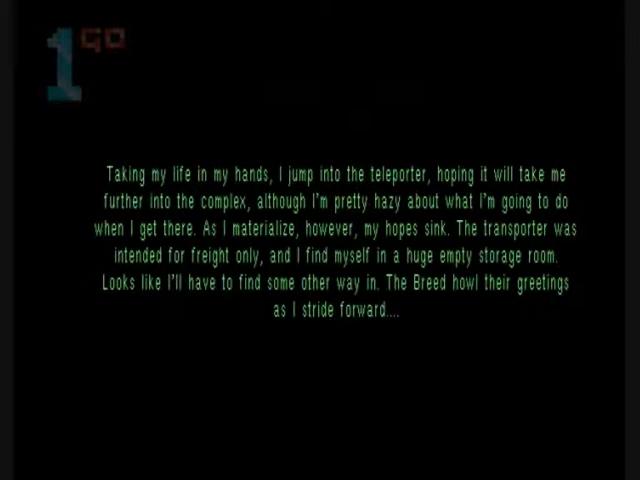 1GO
Taking my life in my hands, I jump into the teleporter, hoping it will take me
further into the complex, although I'm pretty hazy about what I'm going to do
when I get there. As I materialize, however, my hopes sink. The transporter was
intended for freight only, and I find myself in a huge empty storage room.
Looks like I'll have to find some other way in. The Breed howl their greetings
as I stride forward....